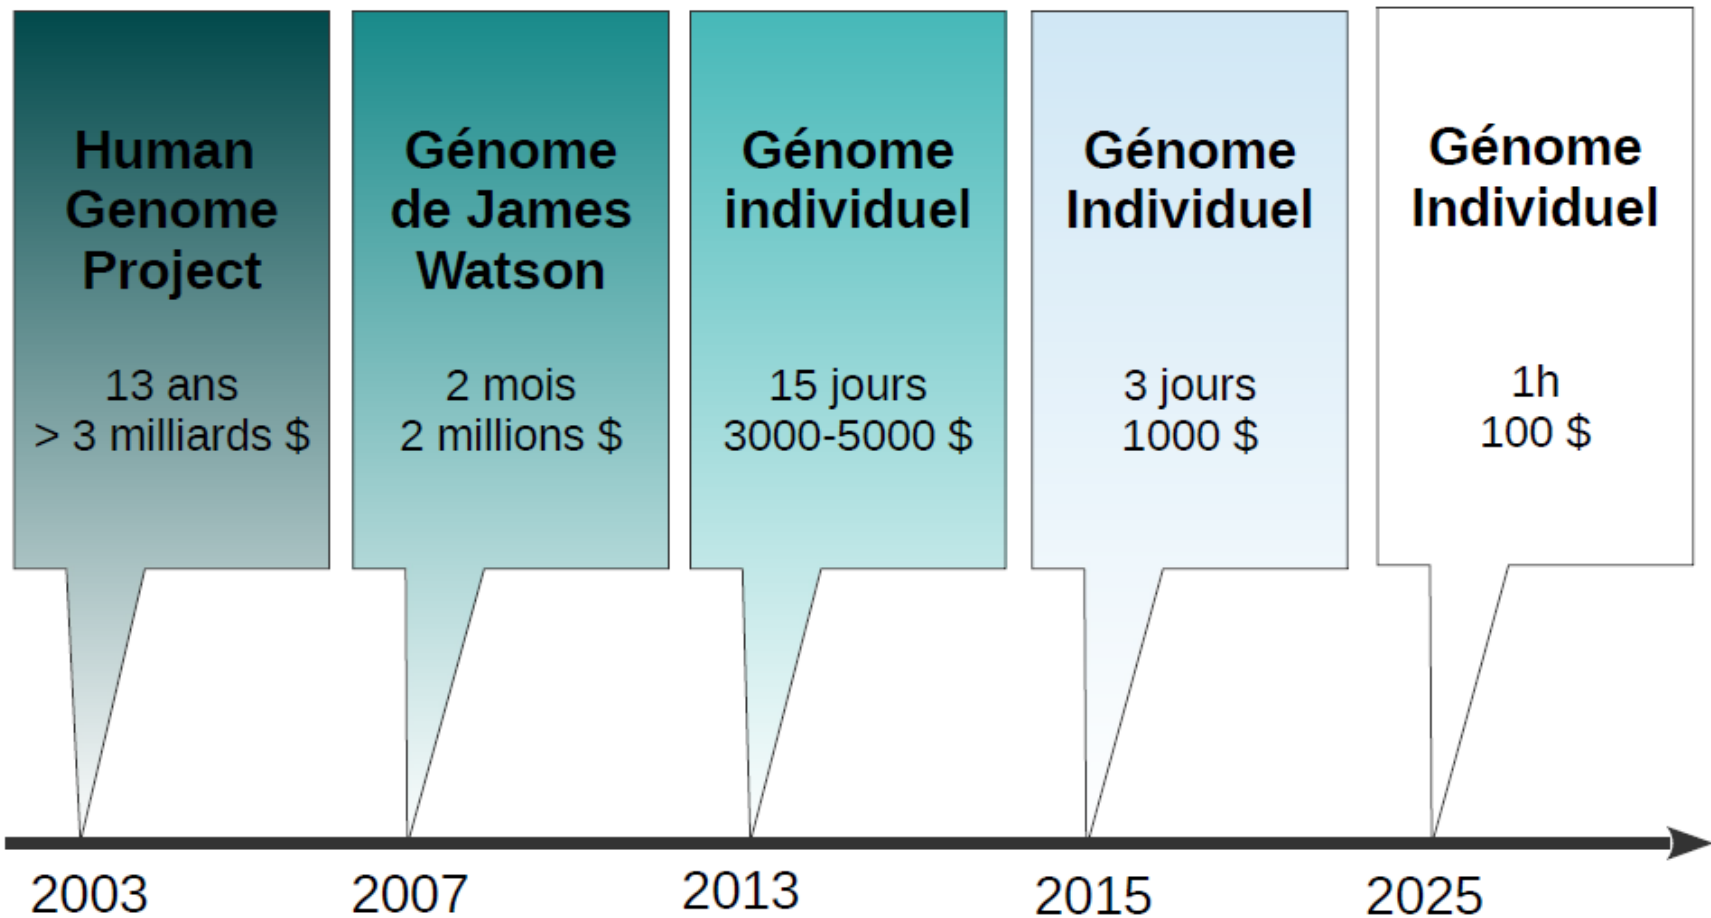 Human
Genome
Project
13 ans
> 3 milliards $
Génome
de James
Watson
2 mois
2 millions $
Génome
individuel
15 jours
3000-5000 $
Génome
Individuel
3 jours
1000 $
Génome
Individuel
1h
100 $
2003
2007
2013
2015
2025